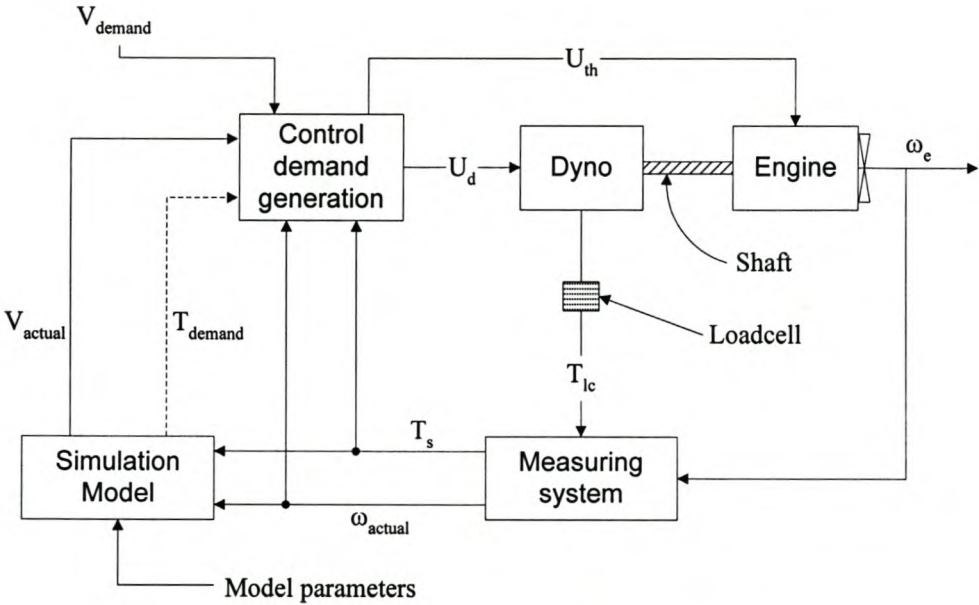 V_demand
U_th
Control
demand
generation
U_d
Dyno
Engine
ω_e
Shaft
V_actual
T_demand
Loadcell
T_lc
T_s
Simulation
Model
Measuring
system
ω_actual
Model parameters